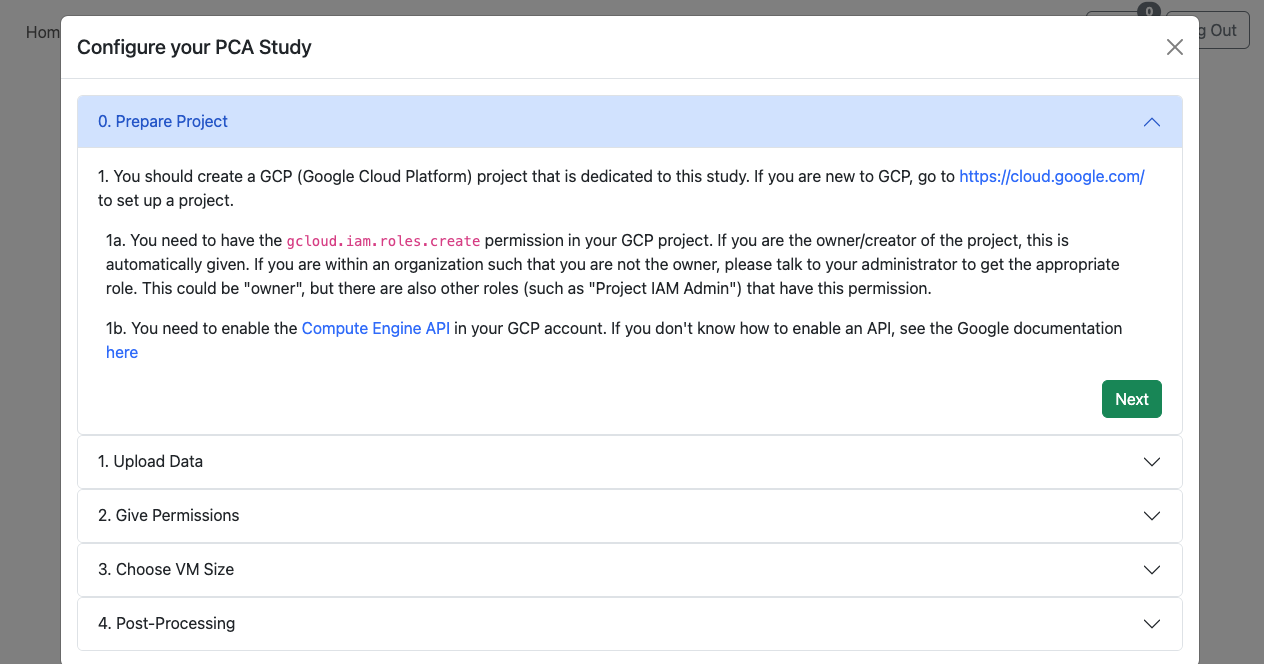 Hom
0
g Out
Configure your PCA Study
0. Prepare Project
1. You should create a GCP (Google Cloud Platform) project that is dedicated to this study. If you are new to GCP, go to https://cloud.google.com/
to set up a project.
1a. You need to have the gcloud.iam.roles.create permission in your GCP project. If you are the owner/creator of the project, this is
automatically given. If you are within an organization such that you are not the owner, please talk to your administrator to get the appropriate
role. This could be "owner", but there are also other roles (such as "Project IAM Admin") that have this permission.
1b. You need to enable the Compute Engine API in your GCP account. If you don't know how to enable an API, see the Google documentation
here
Next
1. Upload Data
2. Give Permissions
3. Choose VM Size
4. Post-Processing